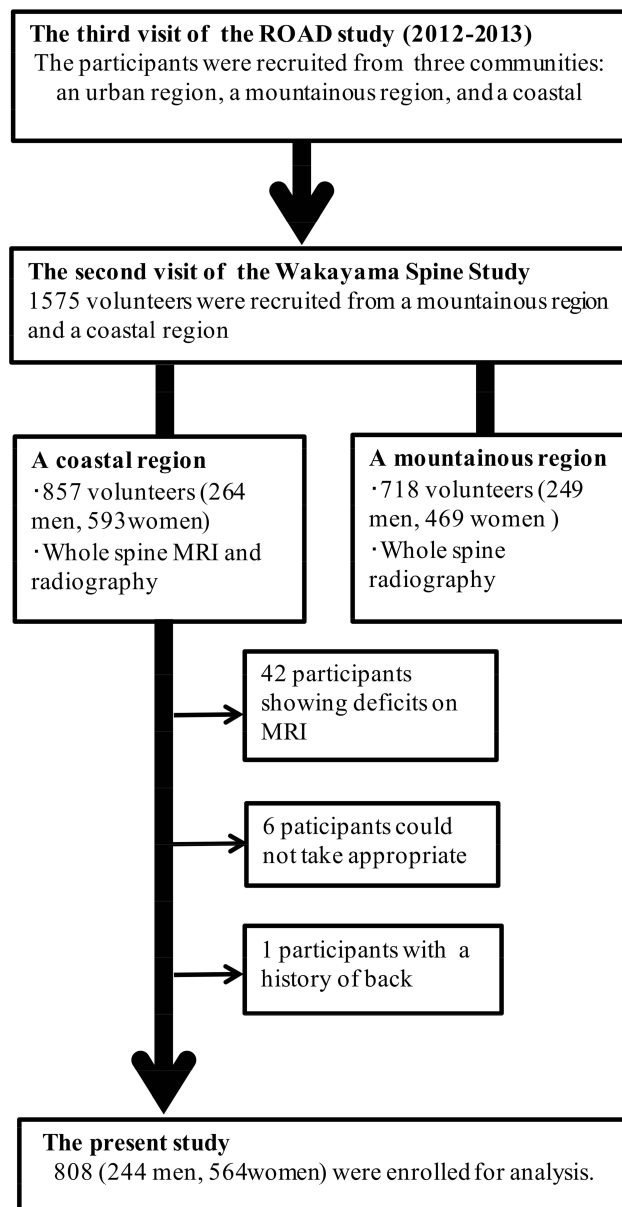 The third visit of the ROAD study (2012-2013)
The participants were recruited from three communities:
an urban region, a mountainous region, and a coastal
The second visit of the Wakayama Spine Study
1575 volunteers were recruited from a mountainous region
and a coastal region
A coastal region
・857 volunteers (264
men, 593women)
・Whole spine MRI and
radiography
A mountainous region
・718 volunteers (249
men, 469 women )
・Whole spine
radiography
42 participants
showing deficits on
MRI
6 paticipants could
not take appropriate
1 participants with a
history of back
The present study
808 (244 men, 564women) were enrolled for analysis.